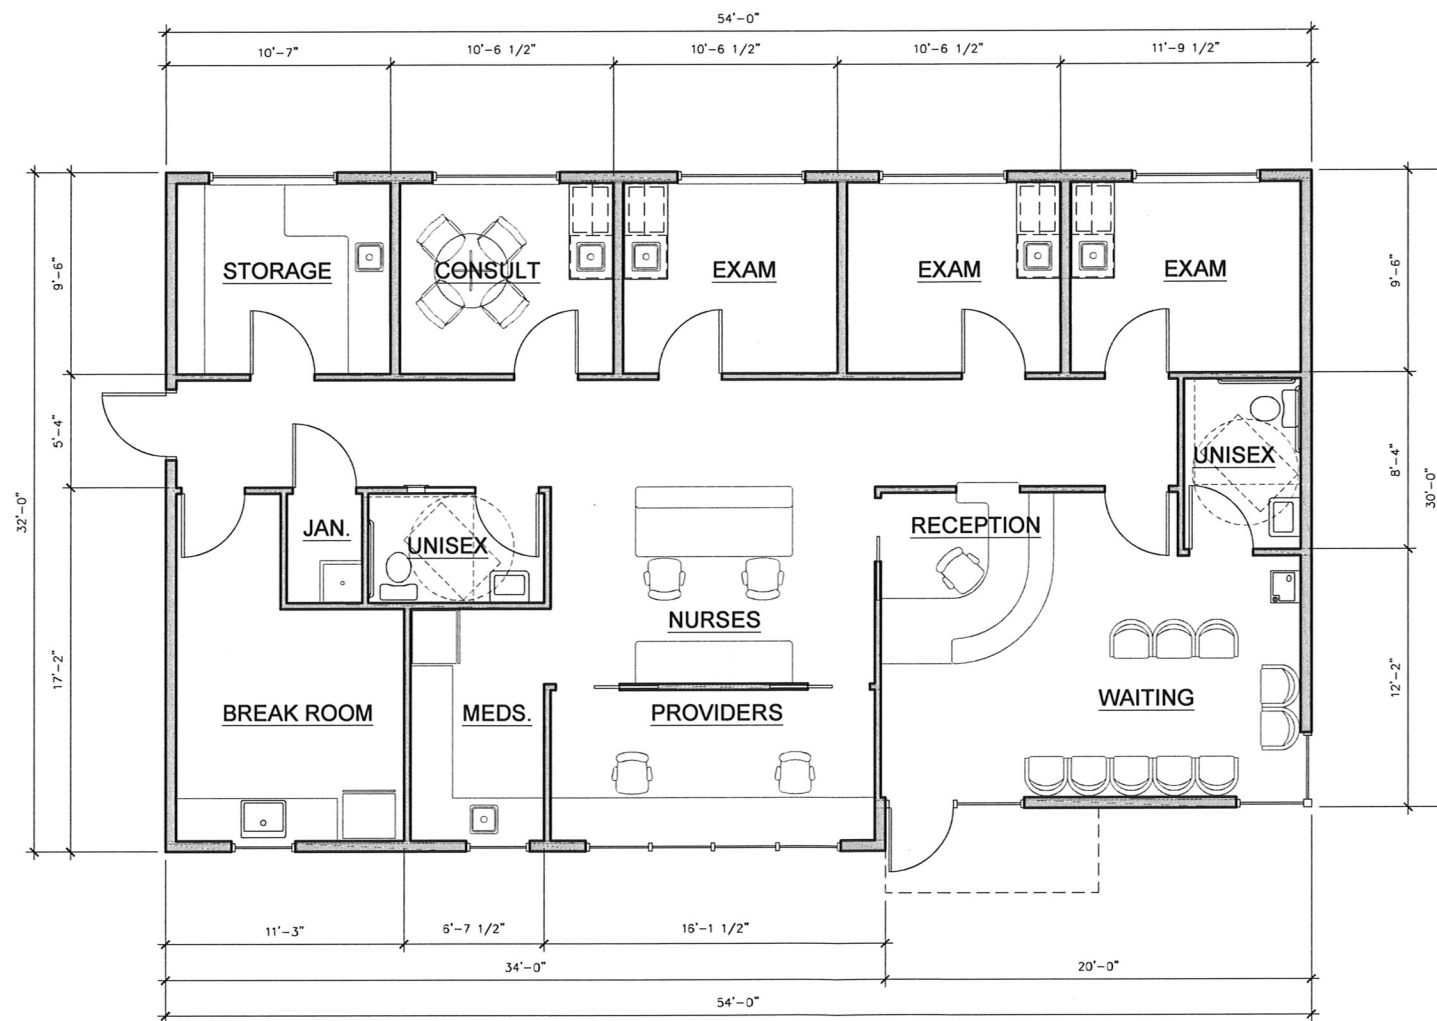 54'-0"
10'-7"
10'-6 1/2"
10'-6 1/2"
10'-6 1/2"
11'-9 1/2"
9'-6"
9'-6"
STORAGE
CONSULT
EXAM
EXAM
EXAM
5'-4"
8'-4"
UNISEX
32'-0"
30'-0"
JAN.
UNISEX
RECEPTION
NURSES
17'-2"
12'-2"
BREAK ROOM
MEDS.
PROVIDERS
WAITING
11'-3"
6'-7 1/2"
16'-1 1/2"
34'-0"
20'-0"
54'-0"